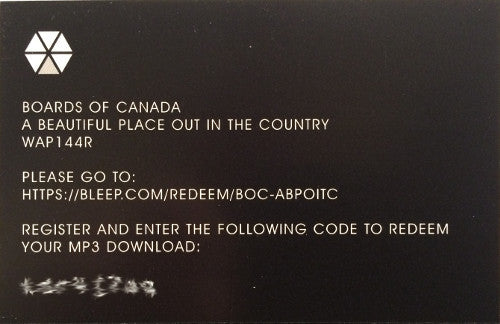 BOARDS OF CANADA
A BEAUTIFUL PLACE OUT IN THE COUNTRY
WAP144R
PLEASE GO TO:
HTTPS://BLEEP.COM/REDEEM/BOC-ABPOITC
REGISTER AND ENTER THE FOLLOWING CODE TO REDEEM
YOUR MP3 DOWNLOAD: